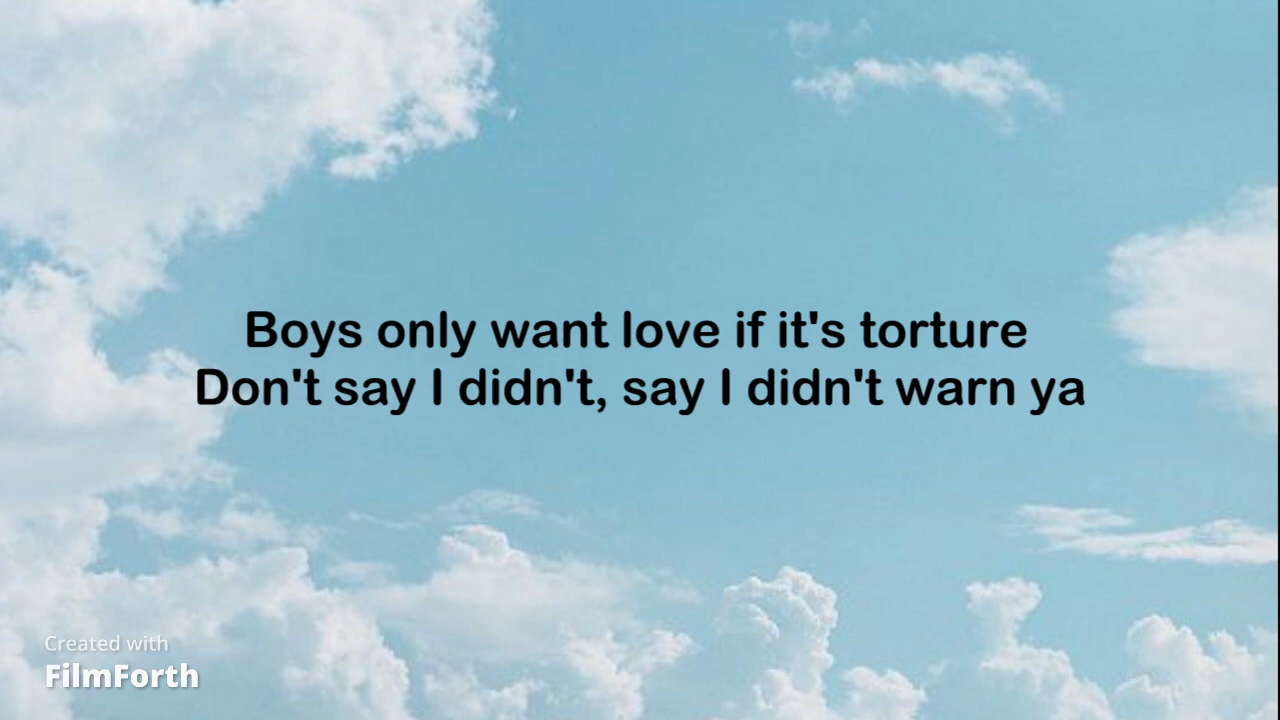 Boys only want love if it's torture
Don't say I didn't, say I didn't warn ya
Created with
FilmForth